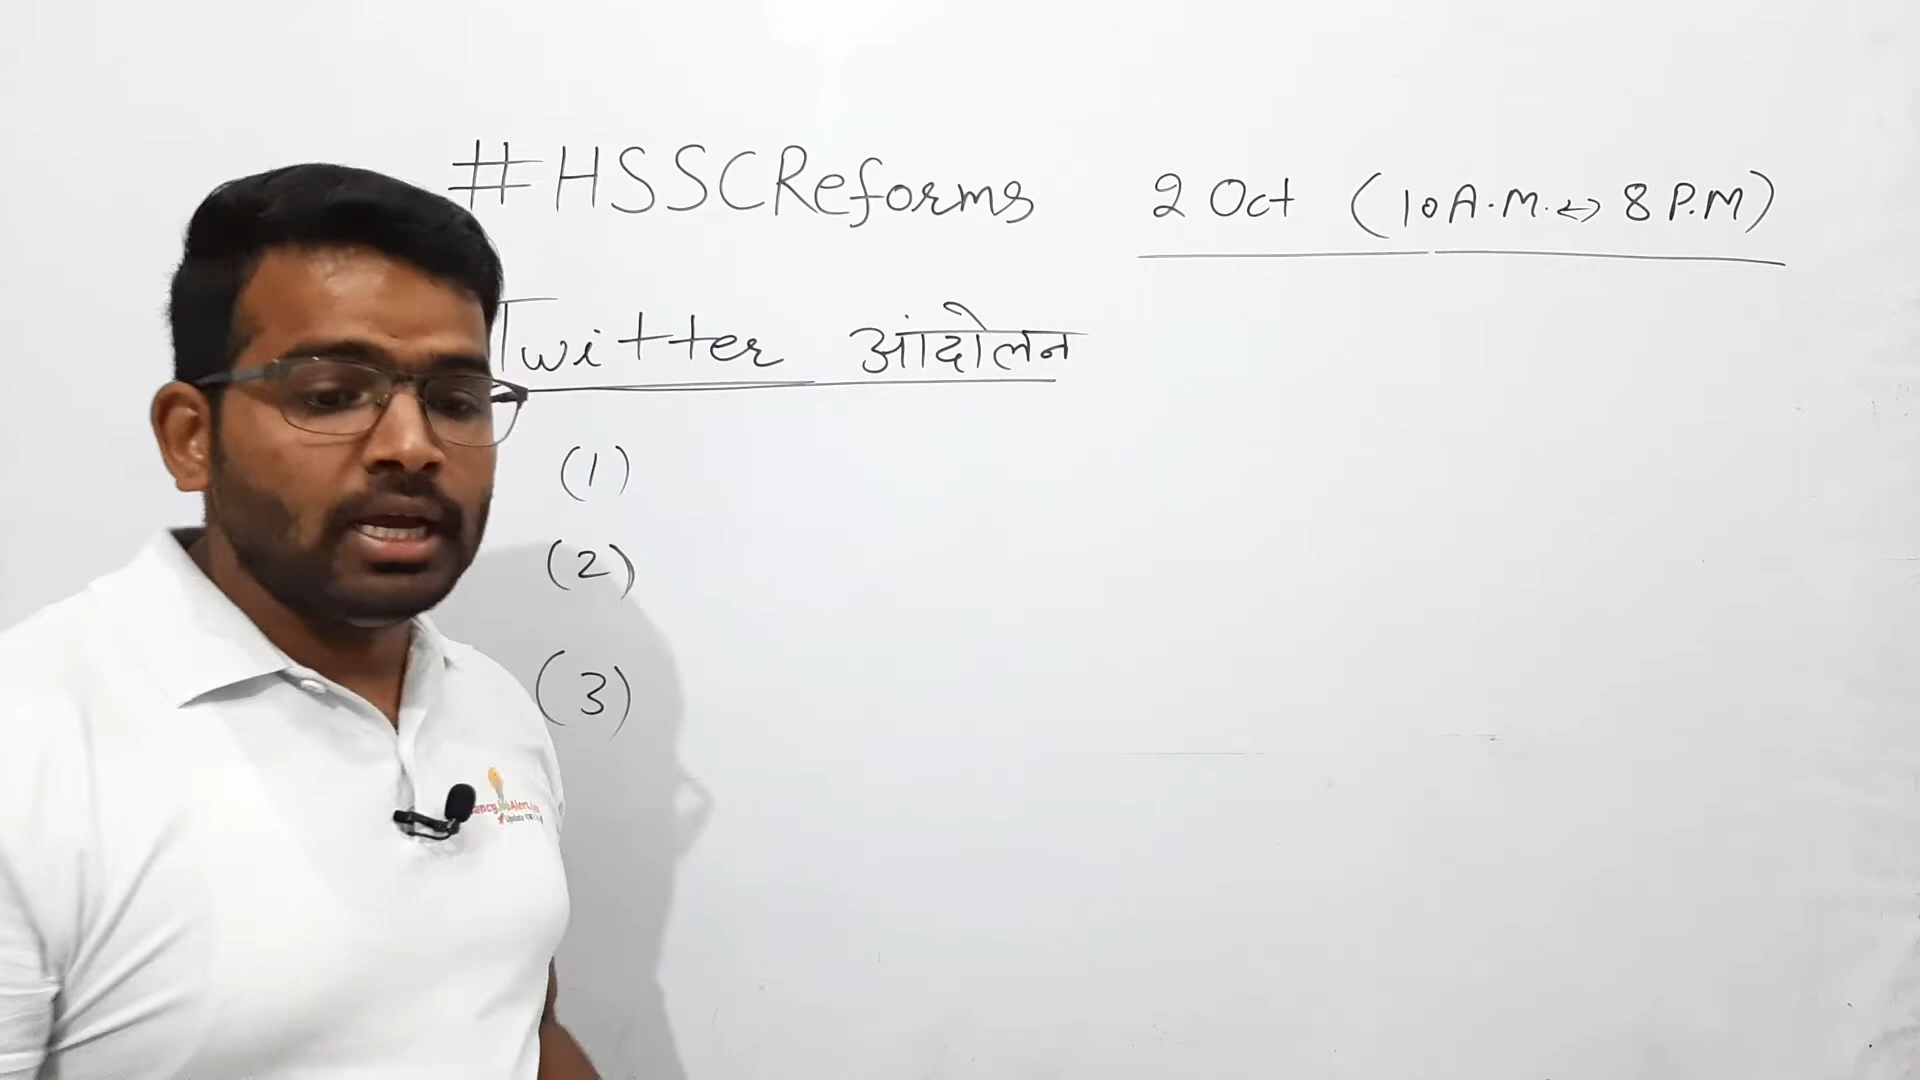 #HSSCReforms 2 Oct (10 A.M. ↔ 8 P.M)
Twitter आंदोलन
(1)
(2)
(3)